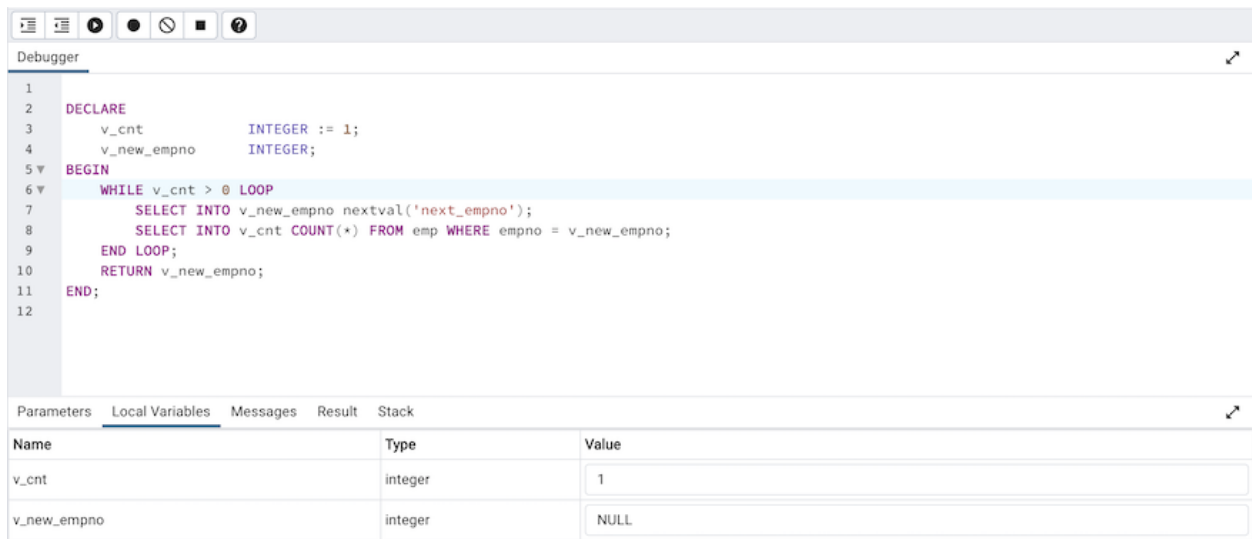 Debugger
1
2 DECLARE
3 v_cnt INTEGER := 1;
4 v_new_empno INTEGER;
5 BEGIN
6 WHILE v_cnt > 0 LOOP
7 SELECT INTO v_new_empno nextval('next_empno');
8 SELECT INTO v_cnt COUNT(*) FROM emp WHERE empno = v_new_empno;
9 END LOOP;
10 RETURN v_new_empno;
11 END;
12
Parameters Local Variables Messages Result Stack
Name Type Value
v_cnt integer 1
v_new_empno integer NULL